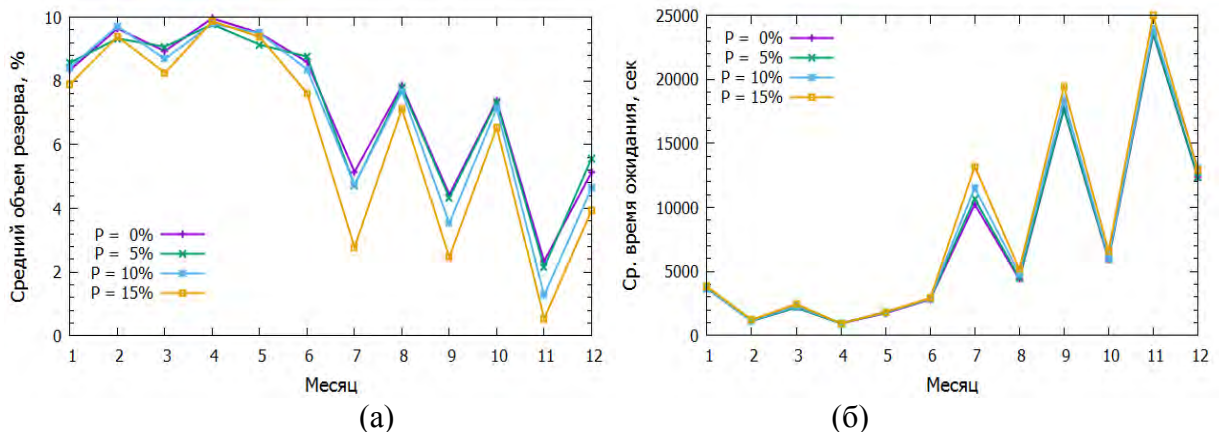 Средний объем резерва, %
10
8
6
4
2
0
P = 0%
P = 5%
P = 10%
P = 15%
1 2 3 4 5 6 7 8 9 10 11 12
Месяц
(а)
Ср. время ожидания, сек
25000
20000
15000
10000
5000
0
P = 0%
P = 5%
P = 10%
P = 15%
1 2 3 4 5 6 7 8 9 10 11 12
Месяц
(б)